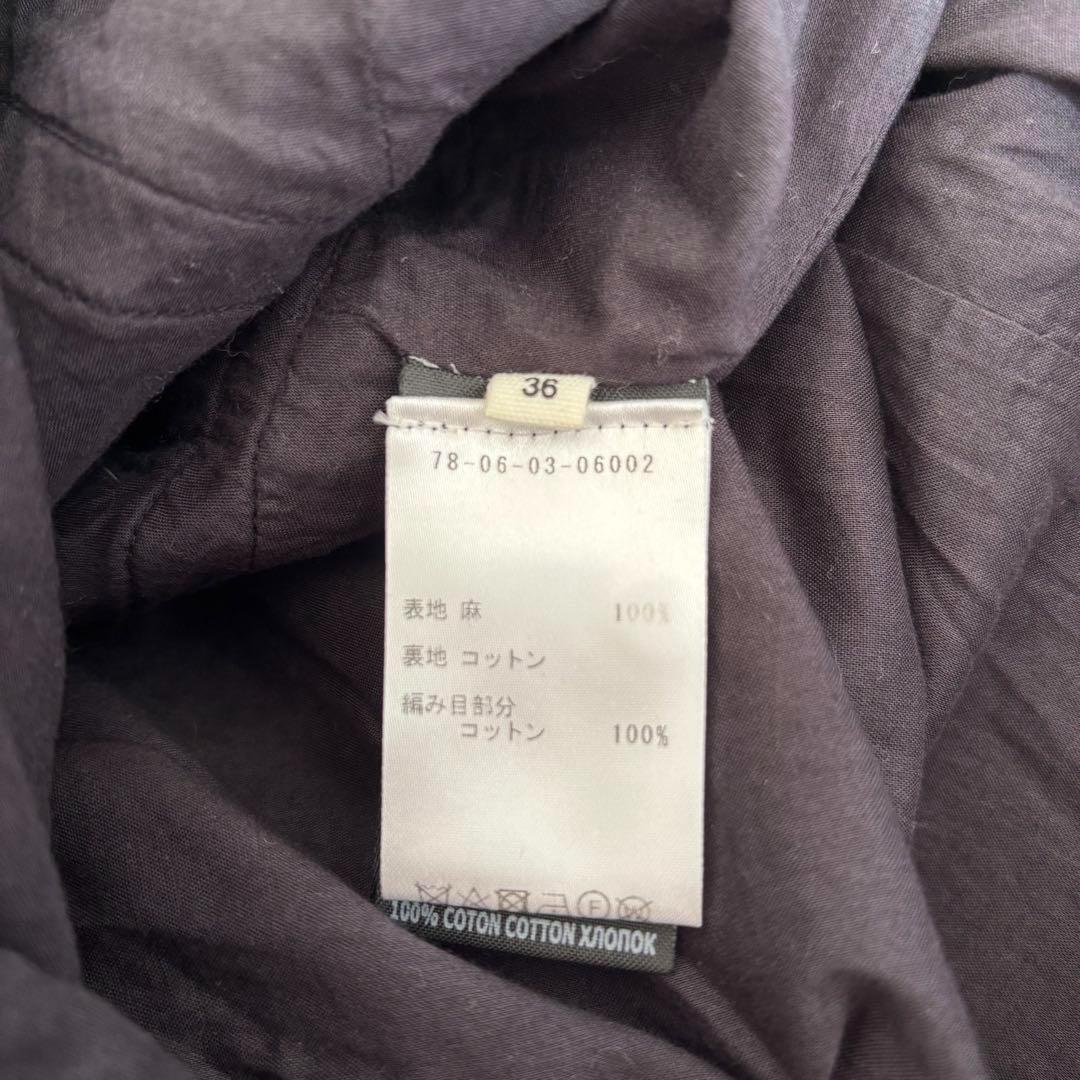 36
78-06-03-06002
表地 麻 100%
裏地 コットン
編み目部分
コットン 100%
100% COTON COTTON ХЛОПОК